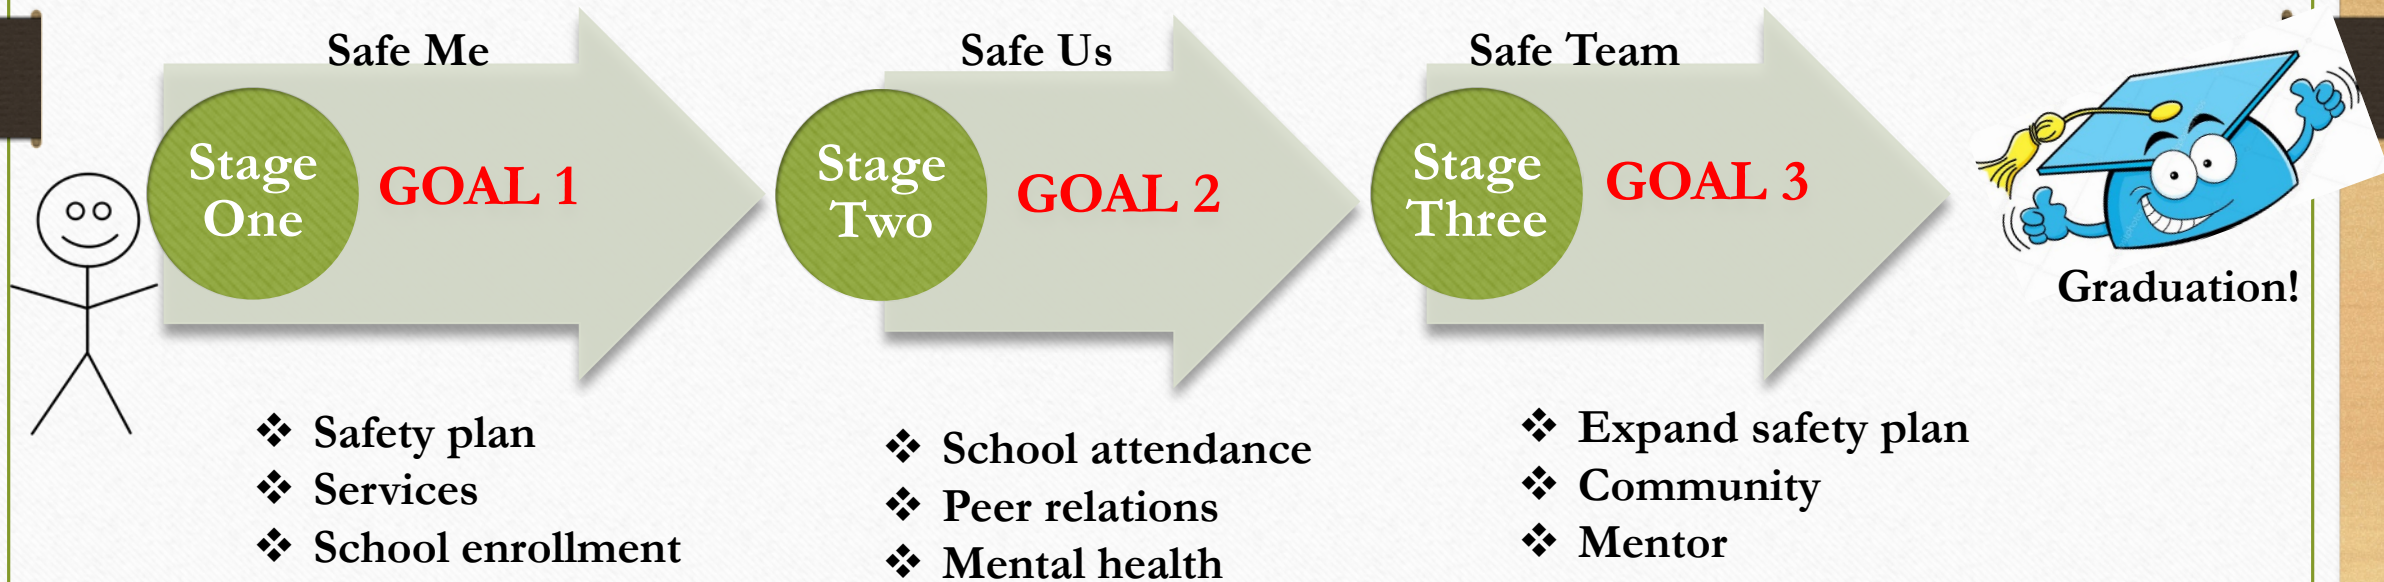 Safe Me
Stage
One
GOAL 1
❖ Safety plan
❖ Services
❖ School enrollment
Safe Us
Stage
Two
GOAL 2
❖ School attendance
❖ Peer relations
❖ Mental health
Safe Team
Stage
Three
GOAL 3
❖ Expand safety plan
❖ Community
❖ Mentor
Graduation!